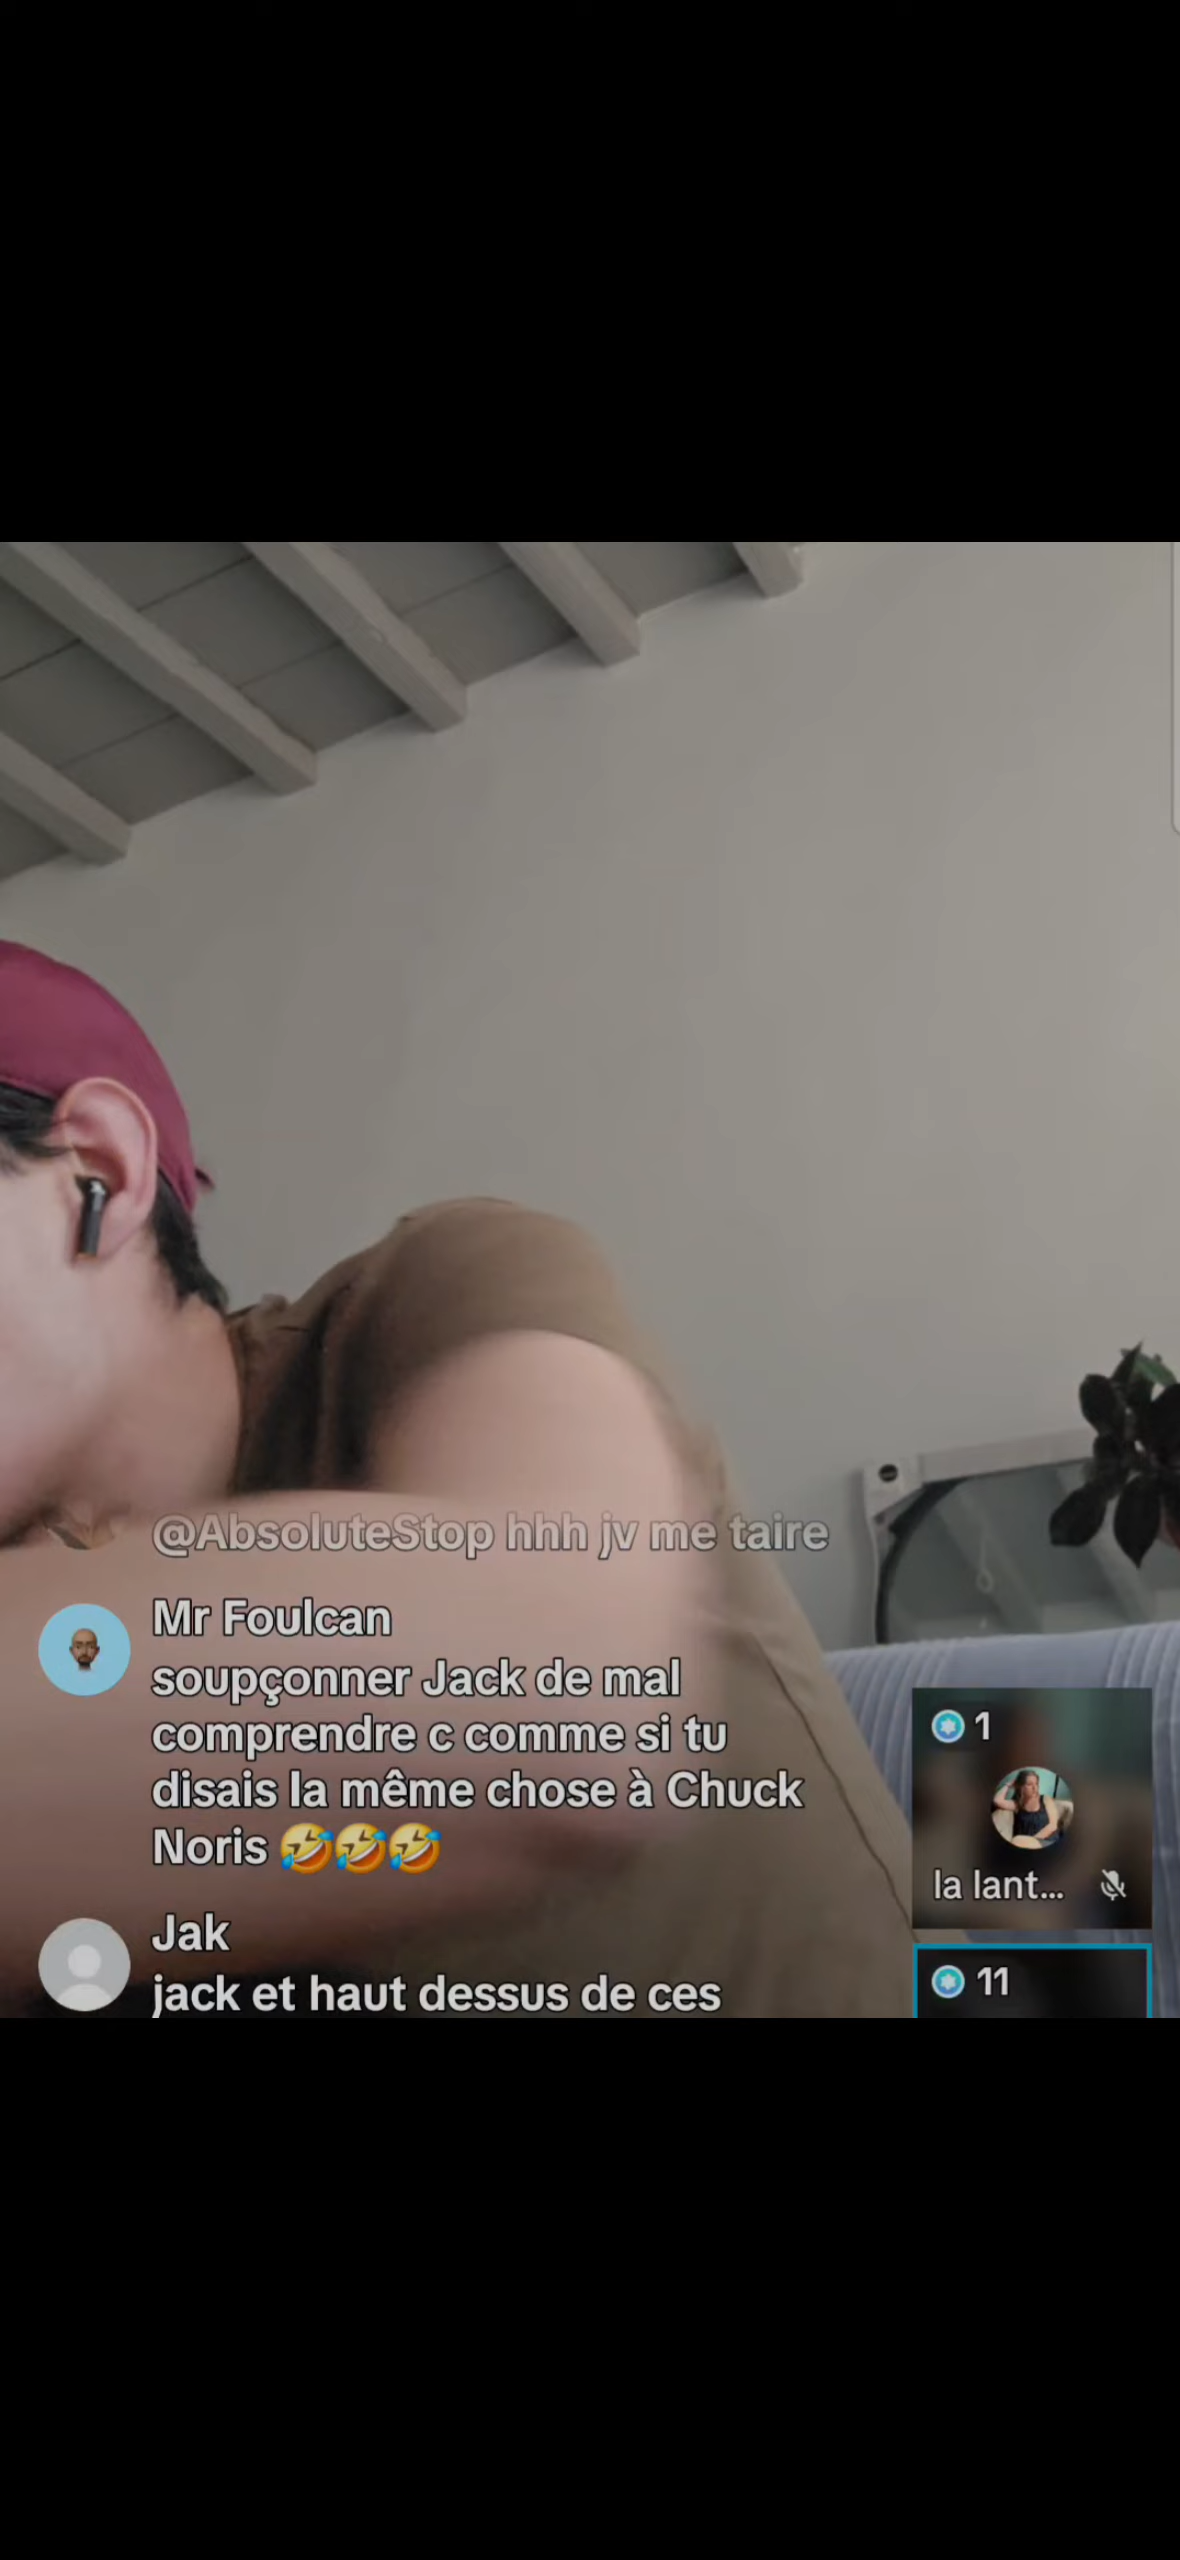 @AbsoluteStop hhh jv me taire
Mr Foulcan
soupçonner Jack de mal
comprendre c comme si tu
disais la même chose à Chuck
Noris 🤣🤣🤣
Jak
jack et haut dessus de ces
1
la lant...
11